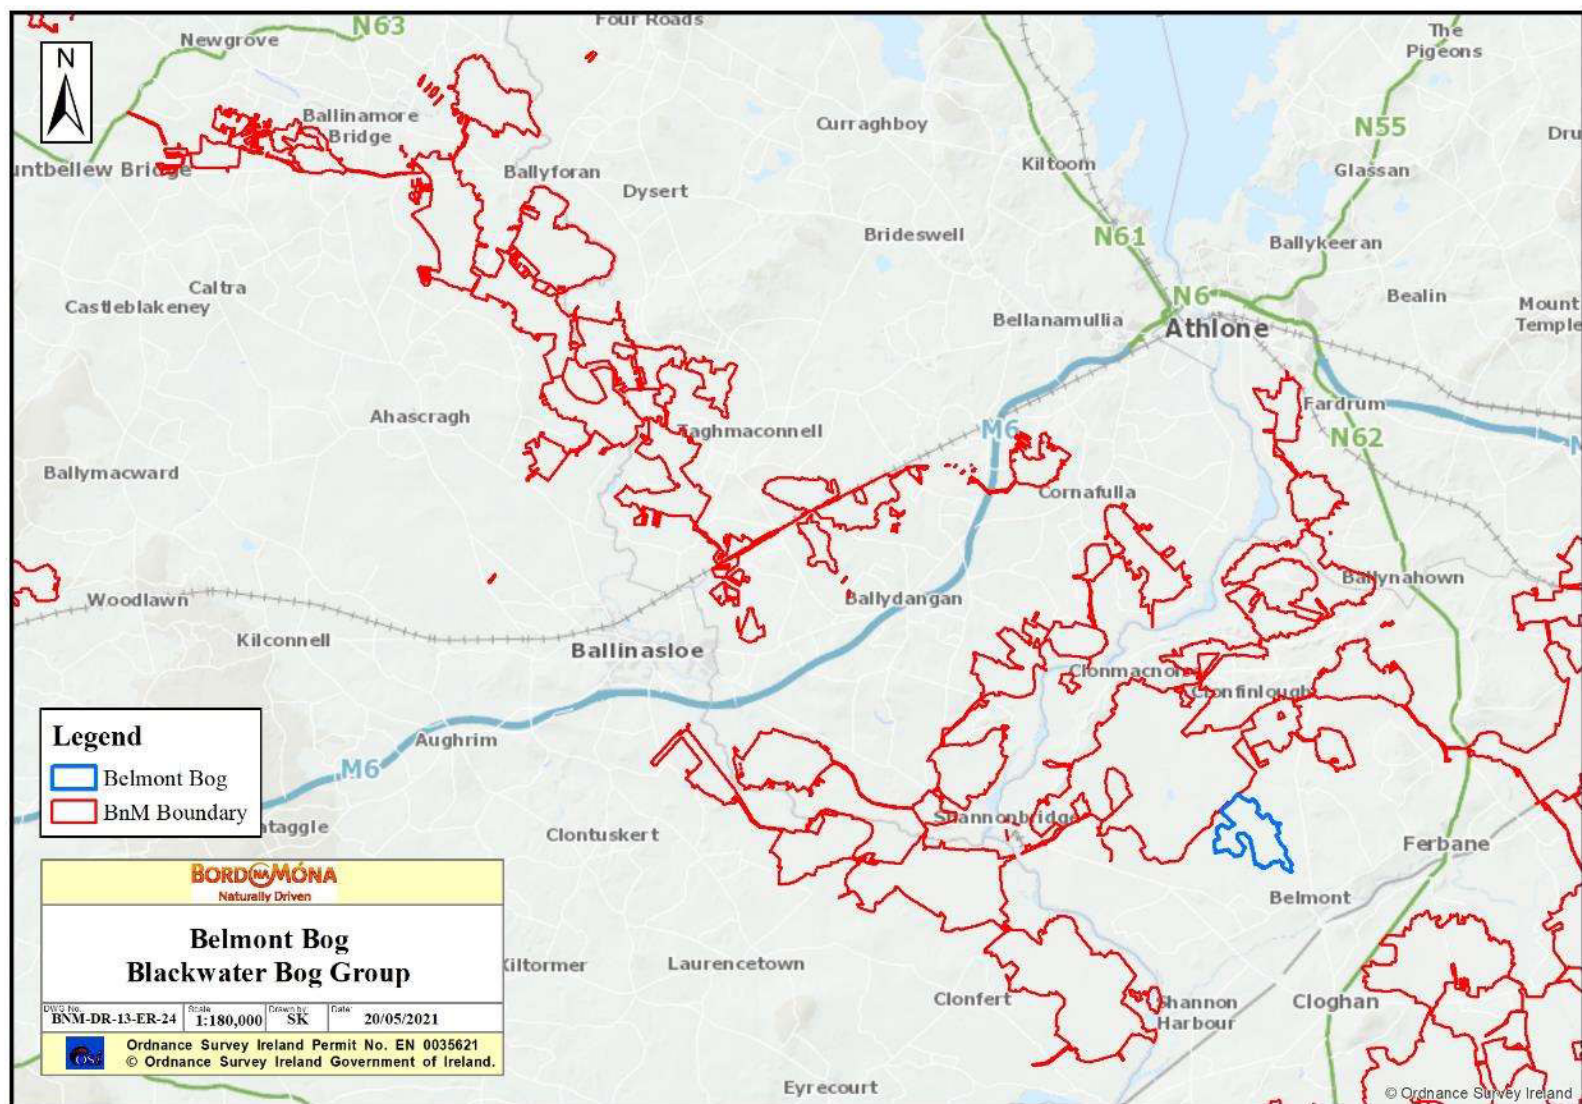 Four Roads
N63
Newgrove
The
Pigeons
N
Ballinamore
Bridge
Curraghboy
N55
Dru
Kiltoom
untbellew Bridge
Ballyforan
Glassan
Dysert
Brideswell
N61
Ballykeeran
Caltra
N6
Bealin
Castleblakeney
Mount
Temple
Bellanamullia
Athlone
Ahascragh
Fardrum
Taghmaconnell
M6
N62
M
Ballymacward
Cornafulla
Woodlawn
Ballydangan
Ballynahown
Kilconnell
Ballinasloe
Clonmacnois
Clonfinlough
Legend
Belmont Bog
BnM Boundary
Aughrim
M6
ntaggle
Clontuskert
Shannonbridge
Ferbane
Belmont
BORD NA MÓNA
Naturally Driven
Belmont Bog
Blackwater Bog Group
Kiltormer
Laurencetown
Clonfert
Shannon
Harbour
Cloghan
DWG No. BNM-DR-13-ER-24 Scale 1:180,000 Drawn by SK Date: 20/05/2021
OSi
Ordnance Survey Ireland Permit No. EN 0035621
© Ordnance Survey Ireland Government of Ireland.
Eyrecourt
© Ordnance Survey Ireland